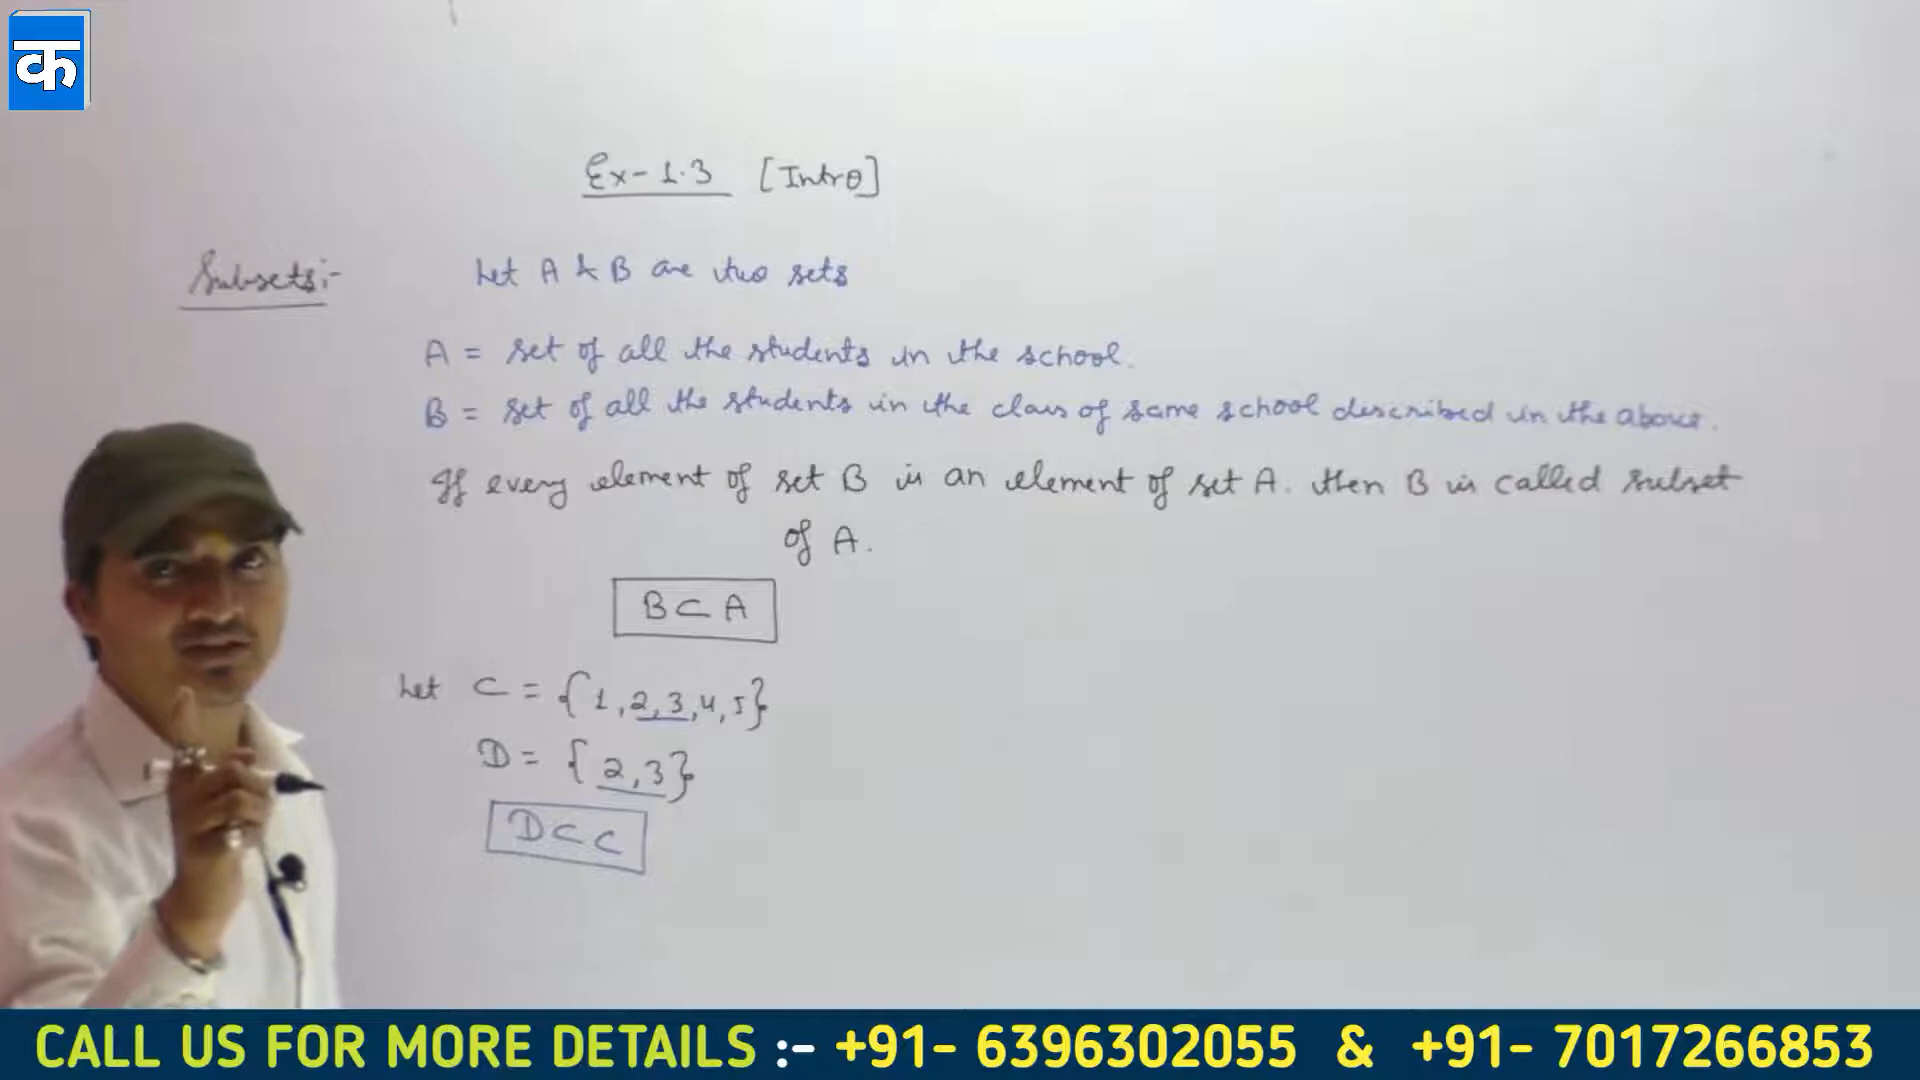 क
Ex-1.3 [Intro]
Subsets:-
Let A & B are two sets
A = set of all the students in the school.
B = set of all the students in the class of same school described in the above.
If every element of set B is an element of set A. then B is called subset
of A.
B⊂A
Let C = {1,2,3,4,5}
D = {2,3}
D⊂C
CALL US FOR MORE DETAILS :- +91- 6396302055 & +91- 7017266853